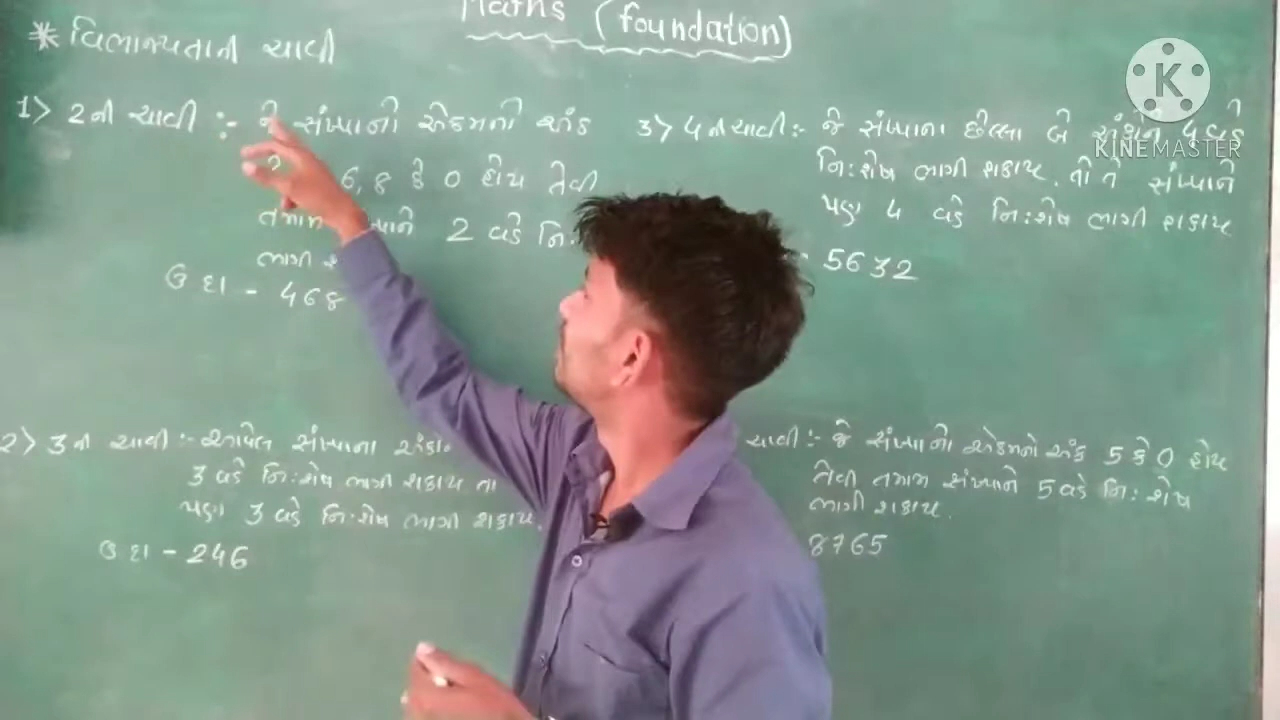 Maths (foundation)
* વિભાજ્યતાની ચાવી
1> 2ની ચાવી :- જે સંખ્યાનો એકમનો અંક
6, 8 કે 0 હોય તેવી
તમામ 2 વડે નિ:
ભાગી
ઉદા - 468
2> 3ની ચાવી :- આપેલ સંખ્યાના
3 વડે નિ:શેષ ભાગી શકાય તો
પણ 3 વડે નિ:શેષ ભાગી શકાય.
ઉદા - 246
3> 4ની ચાવી :- જે સંખ્યાના છેલ્લા બે અંકોને 4 વડે
નિ:શેષ ભાગી શકાય. તો તે સંખ્યાને
પણ 4 વડે નિ:શેષ ભાગી શકાય
- 5632
ચાવી :- જે સંખ્યાનો એકમનો અંક 5 કે 0 હોય
તેવી તમામ સંખ્યાને 5 વડે નિ:શેષ
ભાગી શકાય.
8765
K
KINEMASTER